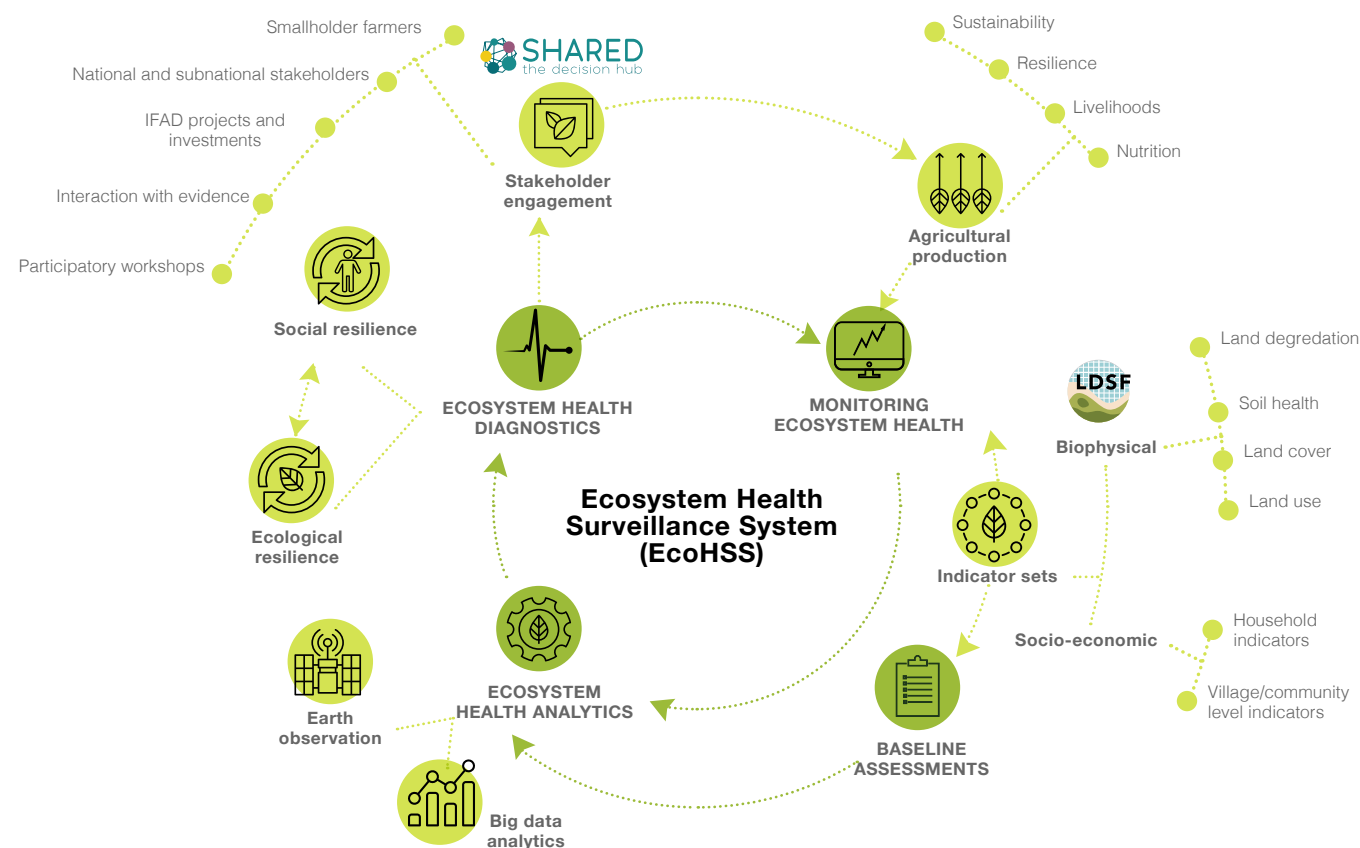 Smallholder farmers
National and subnational stakeholders
IFAD projects and
investments
Interaction with evidence
Participatory workshops
SHARED
the decision hub
Stakeholder
engagement
Sustainability
Resilience
Livelihoods
Nutrition
Agricultural
production
Social resilience
Ecological
resilience
ECOSYSTEM HEALTH
DIAGNOSTICS
MONITORING
ECOSYSTEM HEALTH
LDSF
Biophysical
Land degredation
Soil health
Land cover
Land use
Ecosystem Health
Surveillance System
(EcoHSS)
Indicator sets
Socio-economic
Household
indicators
Village/community
level indicators
ECOSYSTEM
HEALTH ANALYTICS
Earth
observation
Big data
analytics
BASELINE
ASSESSMENTS